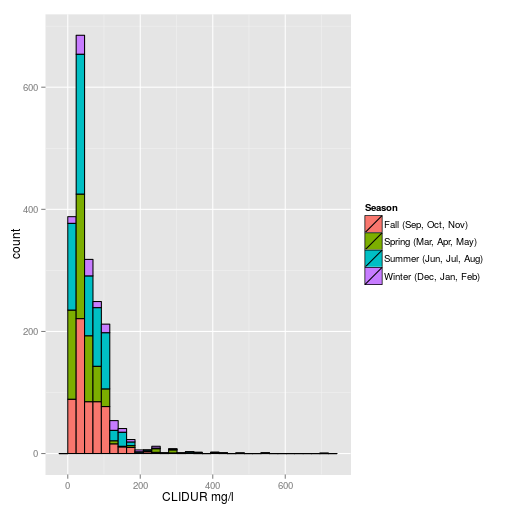 600
400
200
0
count
0
200
400
600
CLIDUR mg/l
Season
Fall (Sep, Oct, Nov)
Spring (Mar, Apr, May)
Summer (Jun, Jul, Aug)
Winter (Dec, Jan, Feb)